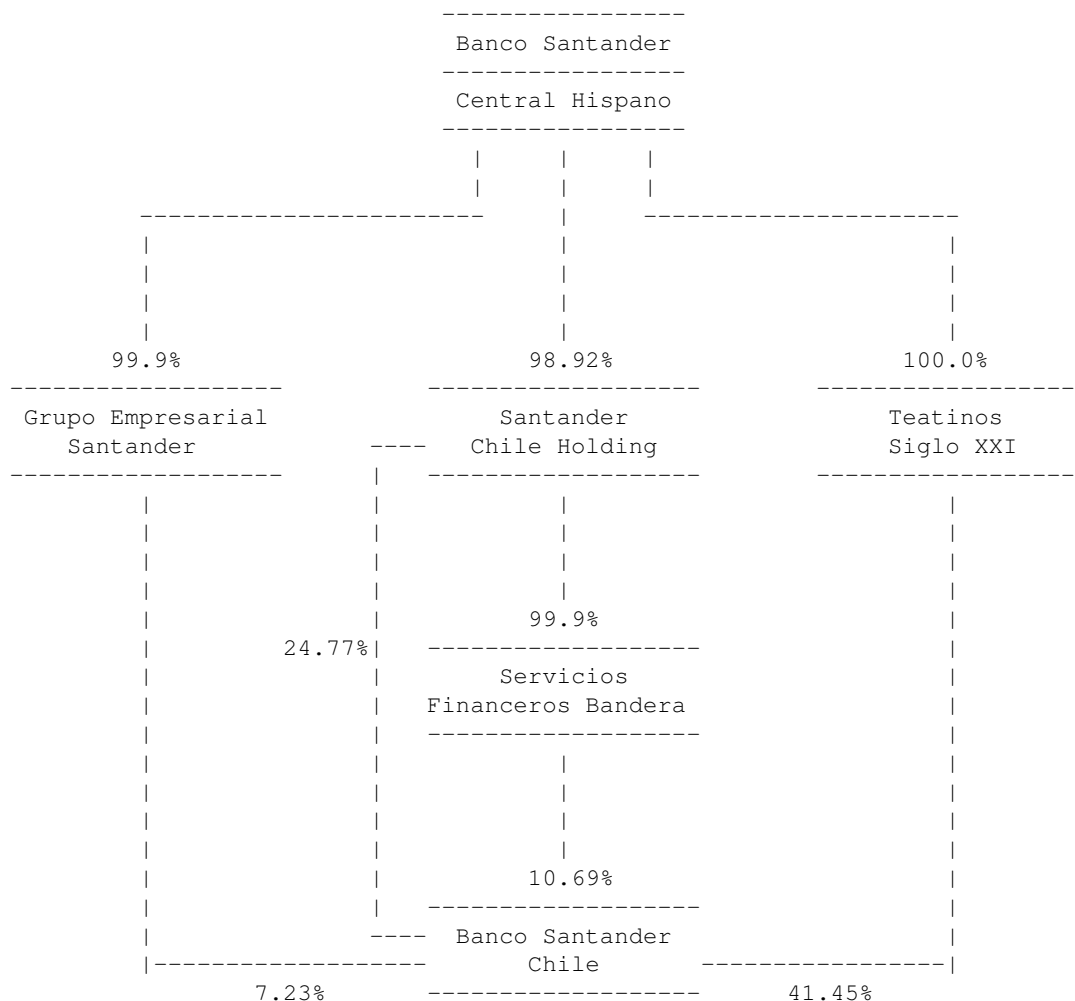 Banco Santander
Central Hispano
99.9% 98.92% 100.0%
Grupo Empresarial Santander Teatinos
Santander Chile Holding Siglo XXI
99.9%
24.77%
Servicios
Financeros Bandera
10.69%
Banco Santander
Chile
7.23% 41.45%